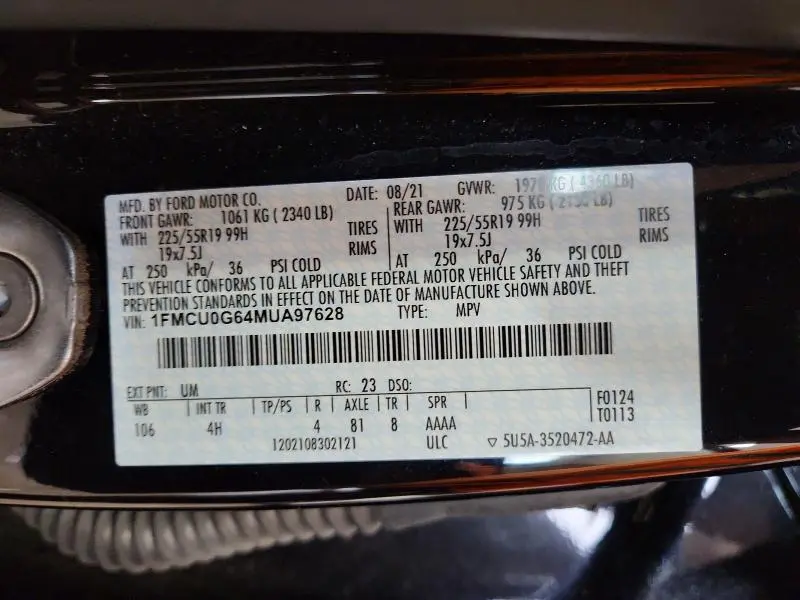 MFD. BY FORD MOTOR CO. DATE: 08/21 GVWR: KG ( 4360 LB)
FRONT GAWR: 1061 KG ( 2340 LB) REAR GAWR: 975 KG ( 2150 LB)
WITH 225/55R19 99H TIRES WITH 225/55R19 99H TIRES
19x7.5J RIMS 19x7.5J RIMS
AT 250 kPa/ 36 PSI COLD AT 250 kPa/ 36 PSI COLD
THIS VEHICLE CONFORMS TO ALL APPLICABLE FEDERAL MOTOR VEHICLE SAFETY AND THEFT
PREVENTION STANDARDS IN EFFECT ON THE DATE OF MANUFACTURE SHOWN ABOVE.
VIN: 1FMCU0G64MUA97628 TYPE: MPV
EXT PNT: UM RC: 23 DSO:
WB INT TR TP/PS R AXLE TR SPR F0124
106 4H 4 81 8 AAAA T0113
1202108302121 ULC ▽ 5U5A-3520472-AA